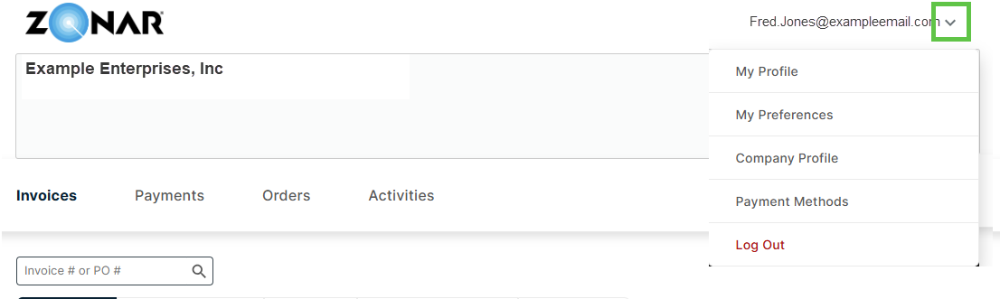 ZONAR
Fred.Jones@exampleemail.com
Example Enterprises, Inc
My Profile
My Preferences
Company Profile
Payment Methods
Log Out
Invoices
Payments
Orders
Activities
Invoice # or PO #